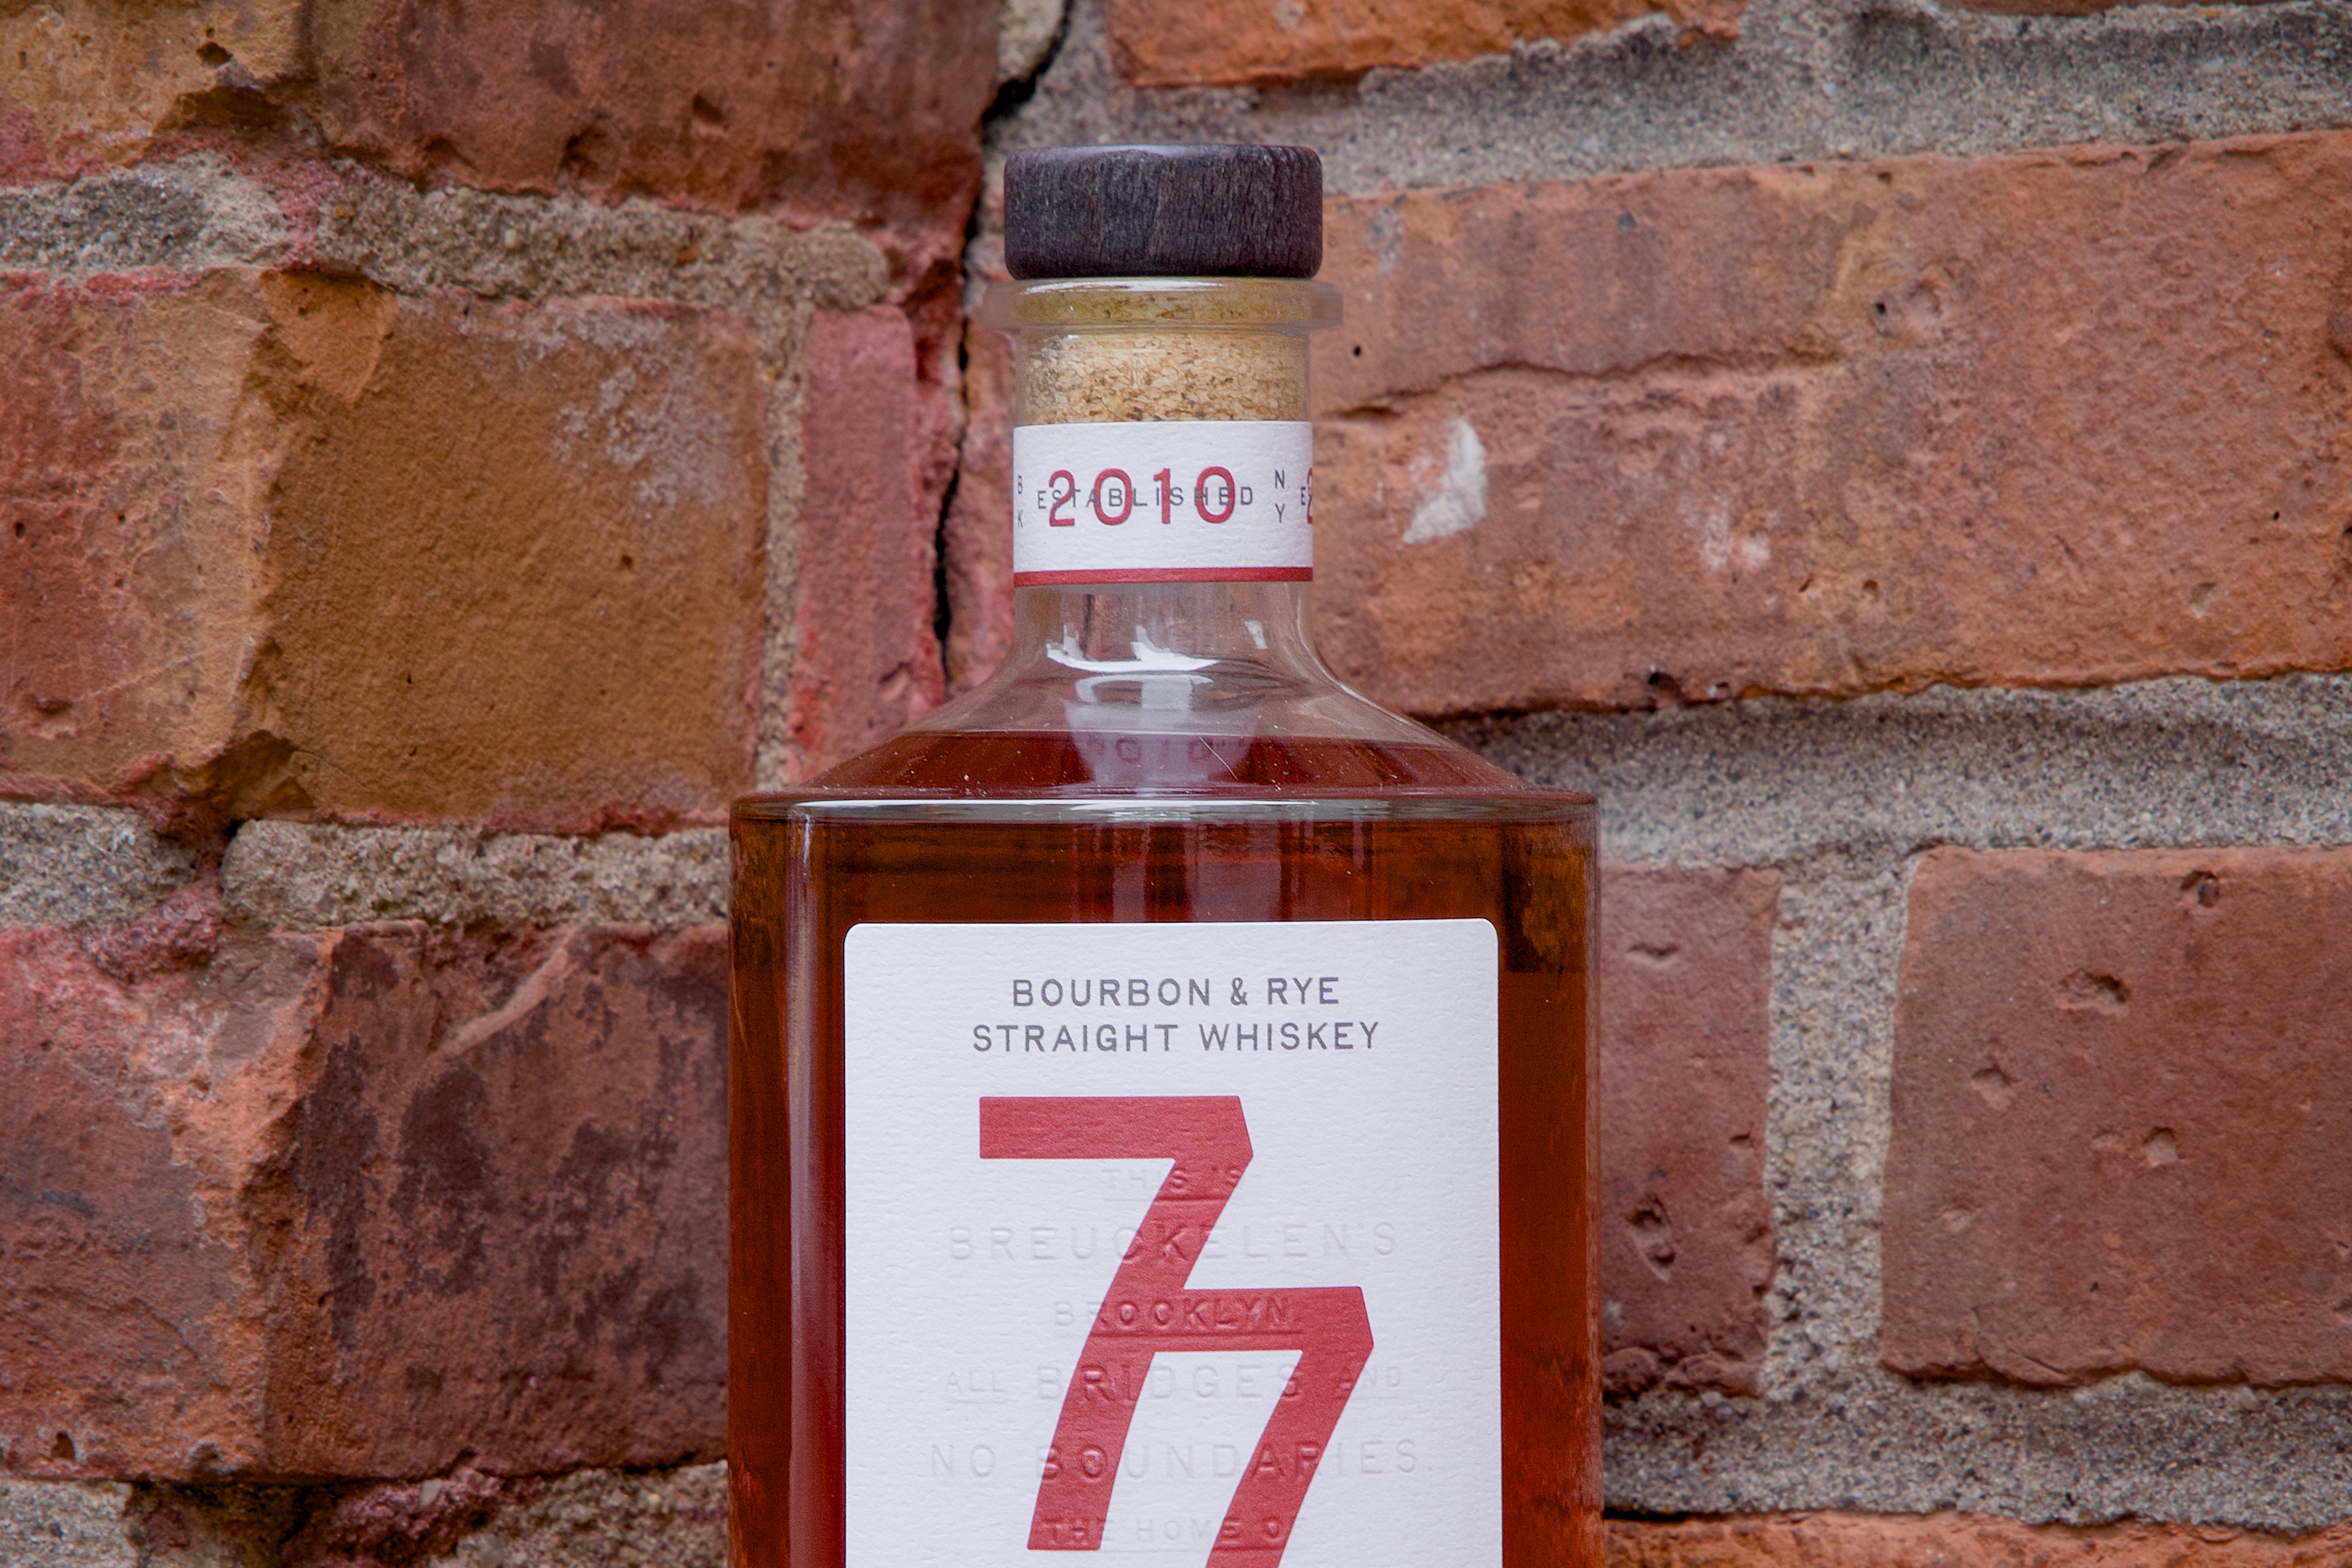 B K ESTABLISHED 2010 N Y
BOURBON & RYE
STRAIGHT WHISKEY
77
THIS IS
BREUCKELEN'S
BROOKLYN.
ALL BRIDGES AND
NO BOUNDARIES.
THE HOME OF